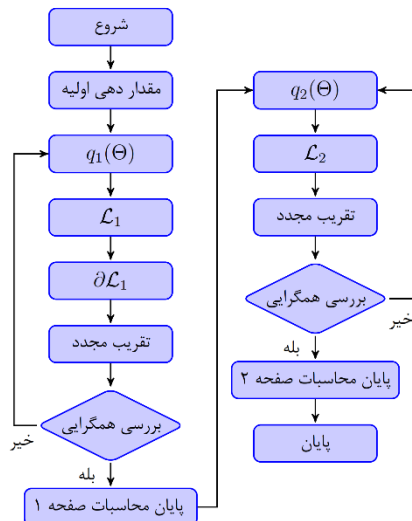 شروع
مقدار دهی اولیه
q₁(Θ)
ℒ₁
∂ℒ₁
تقریب مجدد
بررسی همگرایی
خیر
بله
پایان محاسبات صفحه ۱
q₂(Θ)
ℒ₂
تقریب مجدد
بررسی همگرایی
خیر
بله
پایان محاسبات صفحه ۲
پایان